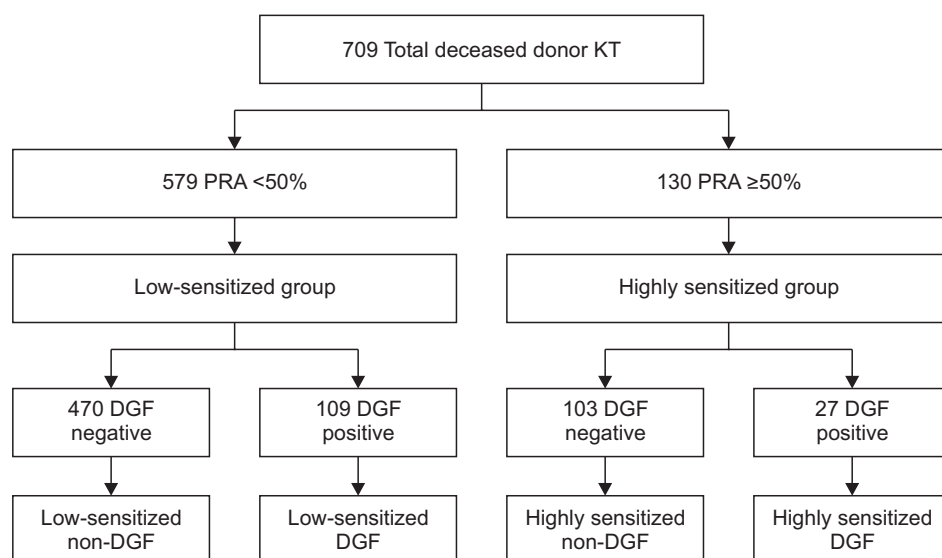 709 Total deceased donor KT
579 PRA <50%
130 PRA ≥50%
Low-sensitized group
Highly sensitized group
470 DGF
negative
109 DGF
positive
103 DGF
negative
27 DGF
positive
Low-sensitized
non-DGF
Low-sensitized
DGF
Highly sensitized
non-DGF
Highly sensitized
DGF